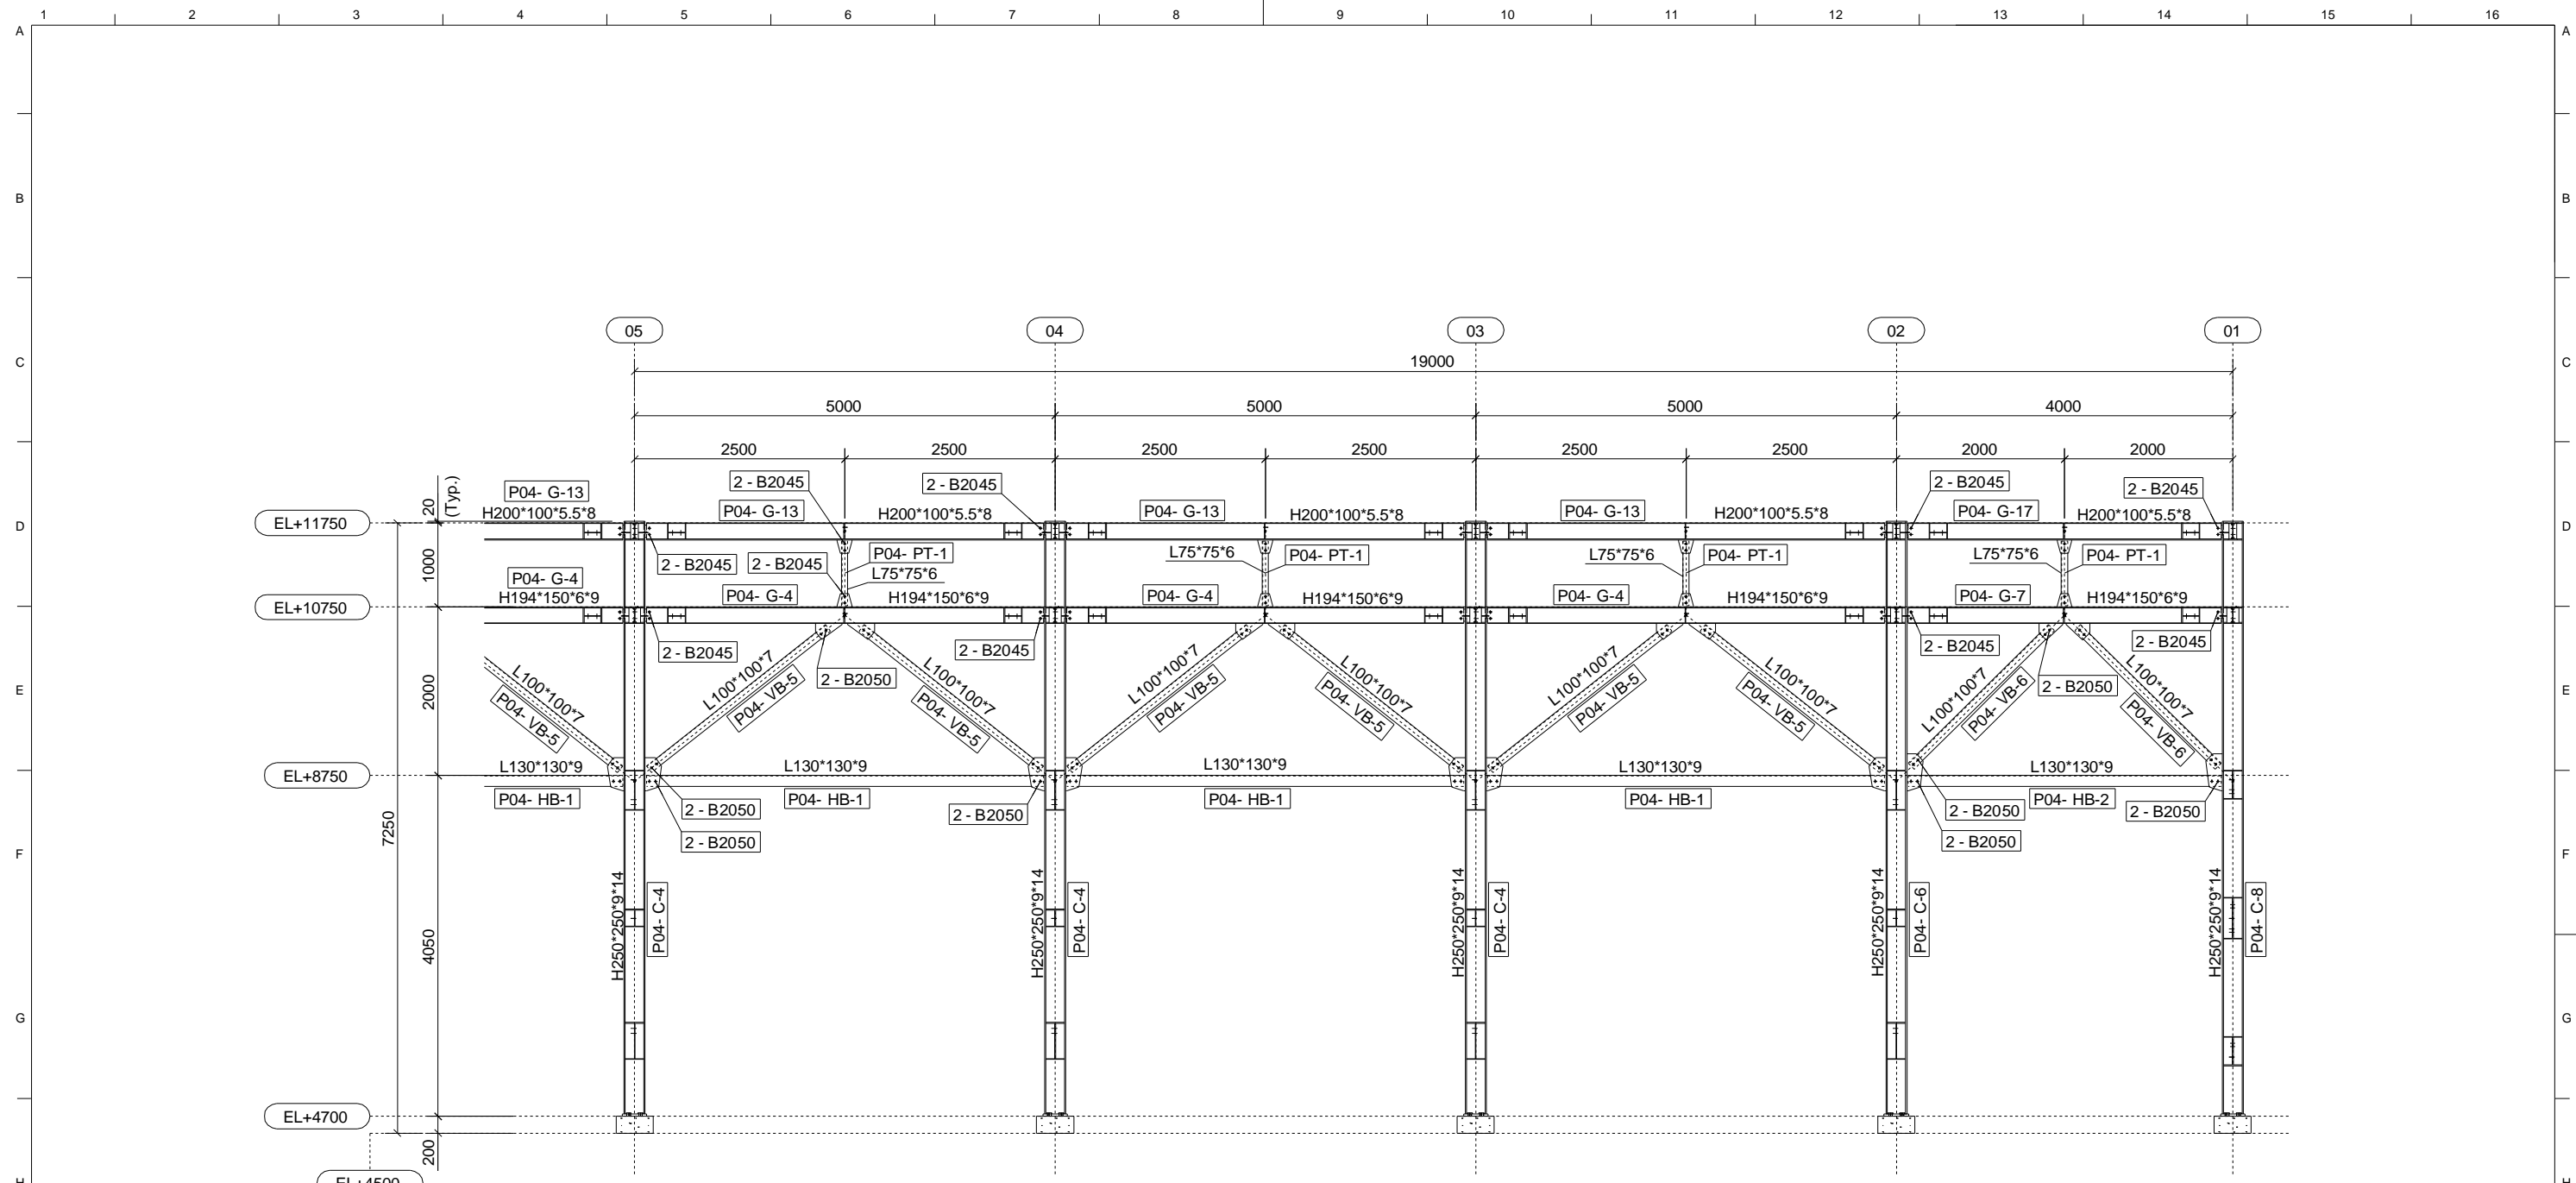 1 2 3 4 5 6 7 8 9 10 11 12 13 14 15 16
A A
B B
05 04 03 02 01
C 19000 C
5000 5000 5000 4000
2500 2500 2500 2500 2500 2500 2000 2000
20
(Typ.)
P04- G-13
H200*100*5.5*8
2 - B2045
P04- G-13
H200*100*5.5*8
2 - B2045
P04- G-13
H200*100*5.5*8
P04- G-13
H200*100*5.5*8
2 - B2045
P04- G-17
H200*100*5.5*8
2 - B2045
D EL+11750 D
1000
2 - B2045
2 - B2045
P04- PT-1
L75*75*6
L75*75*6
P04- PT-1
L75*75*6
P04- PT-1
L75*75*6
P04- PT-1
P04- G-4
H194*150*6*9
P04- G-4
H194*150*6*9
P04- G-4
H194*150*6*9
P04- G-4
H194*150*6*9
P04- G-7
H194*150*6*9
EL+10750
2 - B2045
2 - B2045
2 - B2045
2 - B2045
E E
2000
L100*100*7
P04- VB-5
L100*100*7
P04- VB-5
2 - B2050
L100*100*7
P04- VB-5
L100*100*7
P04- VB-5
L100*100*7
P04- VB-5
L100*100*7
P04- VB-5
L100*100*7
P04- VB-5
L100*100*7
P04- VB-6
2 - B2050
L100*100*7
P04- VB-6
EL+8750
L130*130*9
P04- HB-1
L130*130*9
P04- HB-1
L130*130*9
P04- HB-1
L130*130*9
P04- HB-1
L130*130*9
P04- HB-2
2 - B2050
2 - B2050
2 - B2050
2 - B2050
2 - B2050
2 - B2050
7250
F F
4050
H250*250*9*14
P04- C-4
H250*250*9*14
P04- C-4
H250*250*9*14
P04- C-4
H250*250*9*14
P04- C-6
H250*250*9*14
P04- C-8
G G
EL+4700
200
EL+4500
H H